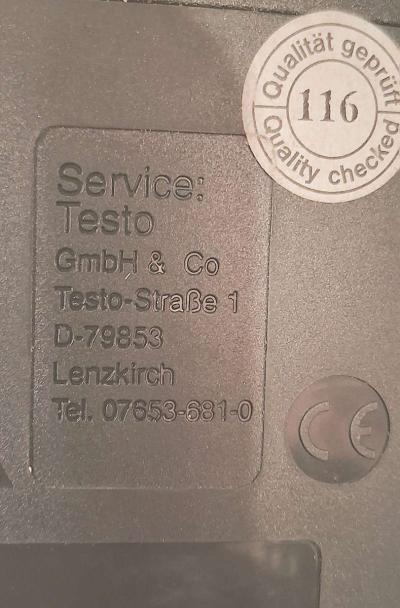 Qualität geprüft
116
Quality checked
Service:
Testo
GmbH & Co
Testo-Straße 1
D-79853
Lenzkirch
Tel. 07653-681-0
CE